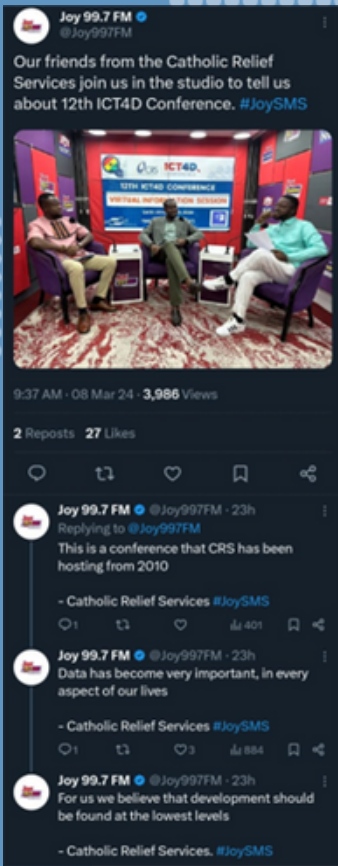 Joy 99.7 FM
@Joy997FM
Our friends from the Catholic Relief
Services join us in the studio to tell us
about 12th ICT4D Conference. #JoySMS
crs ICT4D
12TH ICT4D CONFERENCE
VIRTUAL INFORMATION SESSION
9:37 AM · 08 Mar 24 · 3,986 Views
2 Reposts 27 Likes
Joy 99.7 FM @Joy997FM · 23h
Replying to @Joy997FM
This is a conference that CRS has been
hosting from 2010
- Catholic Relief Services #JoySMS
1 401
Joy 99.7 FM @Joy997FM · 23h
Data has become very important, in every
aspect of our lives
- Catholic Relief Services #JoySMS
1 3 884
Joy 99.7 FM @Joy997FM · 23h
For us we believe that development should
be found at the lowest levels
- Catholic Relief Services. #JoySMS